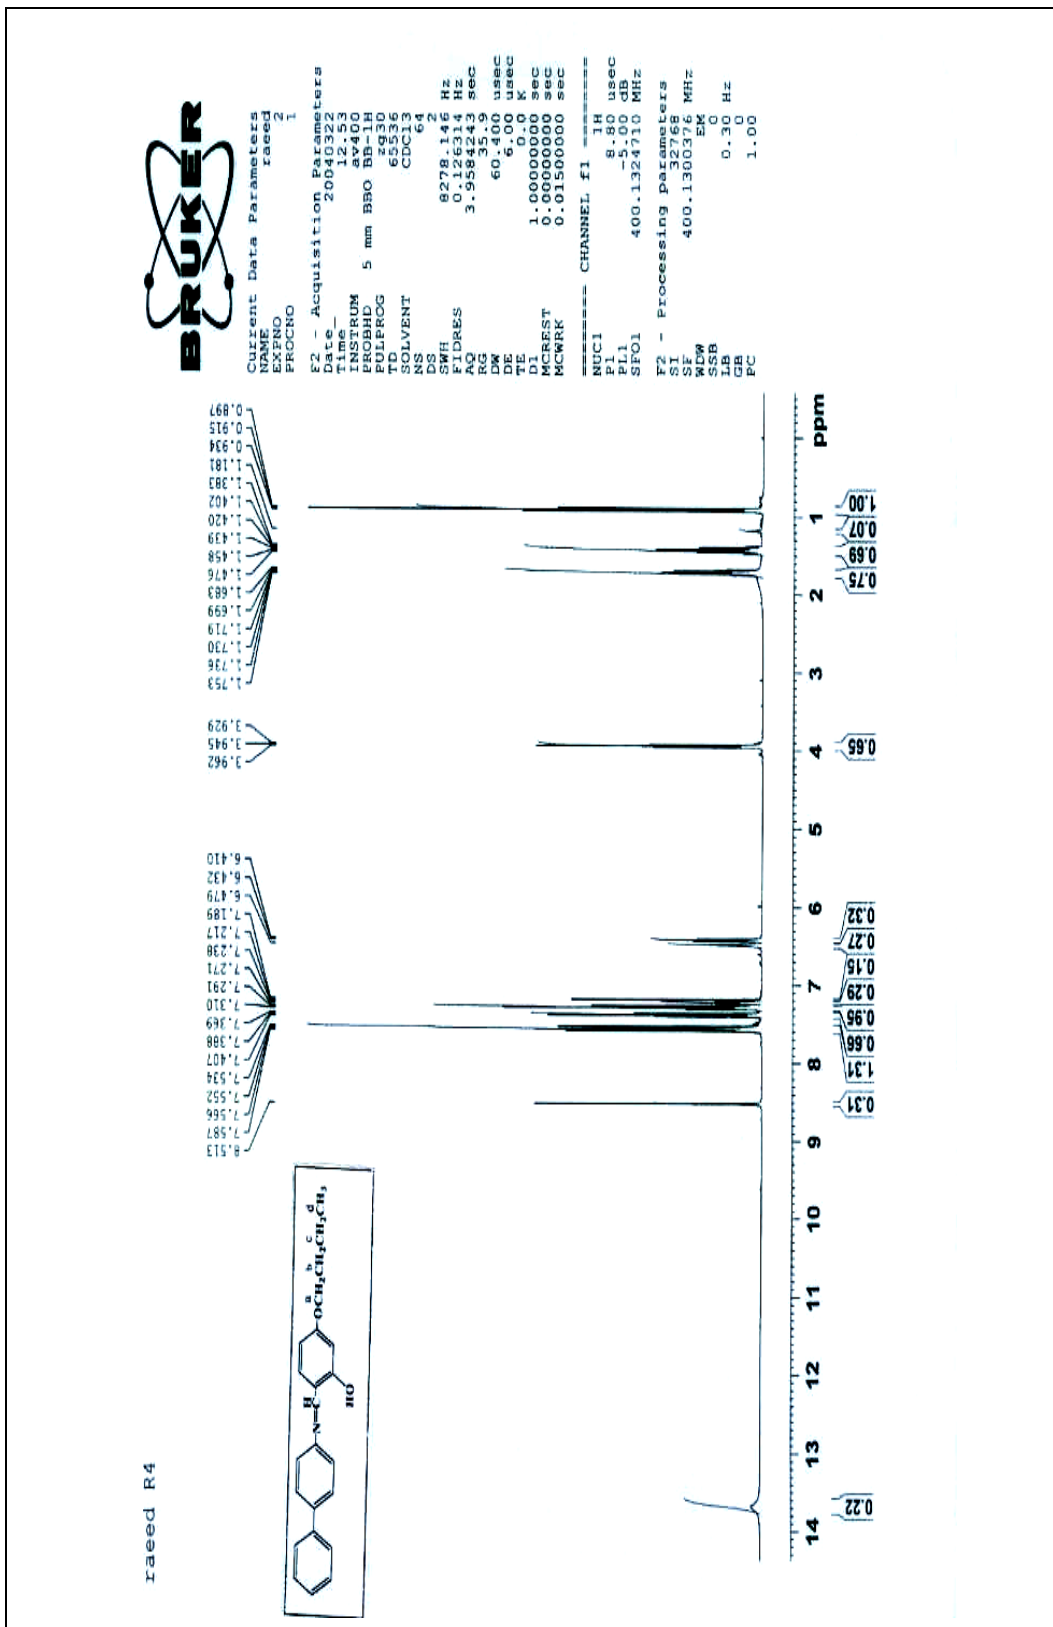 raeed R4
BRUKER
Current Data Parameters
NAME raeed
EXPNO 2
PROCNO 1
F2 - Acquisition Parameters
Date_ 20040322
Time 12.53
INSTRUM av400
PROBHD 5 mm BBO BB-1H
PULPROG zg30
TD 65536
SOLVENT CDCl3
NS 64
DS 2
SWH 8278.146 Hz
FIDRES 0.126314 Hz
AQ 3.9584243 sec
RG 35.9
DW 60.400 usec
DE 6.00 usec
TE 0.0 K
D1 1.00000000 sec
MCREST 0.00000000 sec
MCWRK 0.01500000 sec
======== CHANNEL f1 ========
NUC1 1H
P1 8.80 usec
PL1 -5.00 dB
SFO1 400.1324710 MHz
F2 - Processing parameters
SI 32768
SF 400.1300376 MHz
WDW EM
SSB 0
LB 0.30 Hz
GB 0
PC 1.00
8.513
7.587
7.566
7.552
7.534
7.407
7.388
7.369
7.310
7.291
7.271
7.238
7.217
7.189
6.479
6.432
6.410
3.962
3.945
3.929
1.753
1.736
1.730
1.719
1.699
1.683
1.476
1.458
1.439
1.420
1.402
1.383
1.181
0.934
0.915
0.897
a b c d
H
N=C
OCH2CH2CH2CH3
HO
14 13 12 11 10 9 8 7 6 5 4 3 2 1 ppm
0.22
0.31
1.31
0.66
0.95
0.29
0.15
0.27
0.32
0.65
0.75
0.69
0.07
1.00